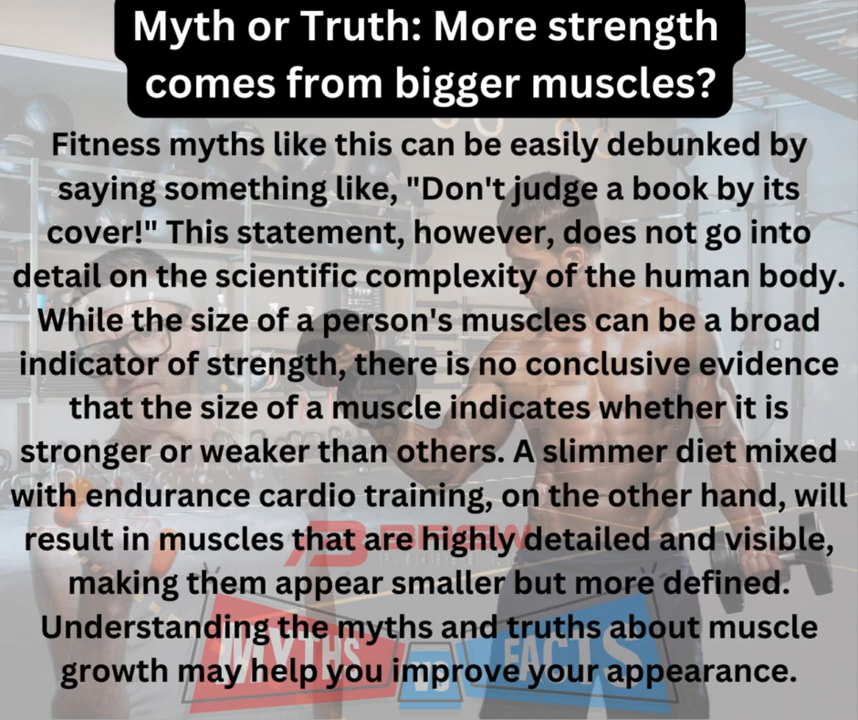 Myth or Truth: More strength
comes from bigger muscles?
Fitness myths like this can be easily debunked by
saying something like, "Don't judge a book by its
cover!" This statement, however, does not go into
detail on the scientific complexity of the human body.
While the size of a person's muscles can be a broad
indicator of strength, there is no conclusive evidence
that the size of a muscle indicates whether it is
stronger or weaker than others. A slimmer diet mixed
with endurance cardio training, on the other hand, will
result in muscles that are highly detailed and visible,
making them appear smaller but more defined.
Understanding the myths and truths about muscle
growth may help you improve your appearance.
MYTHS
VS
FACTS